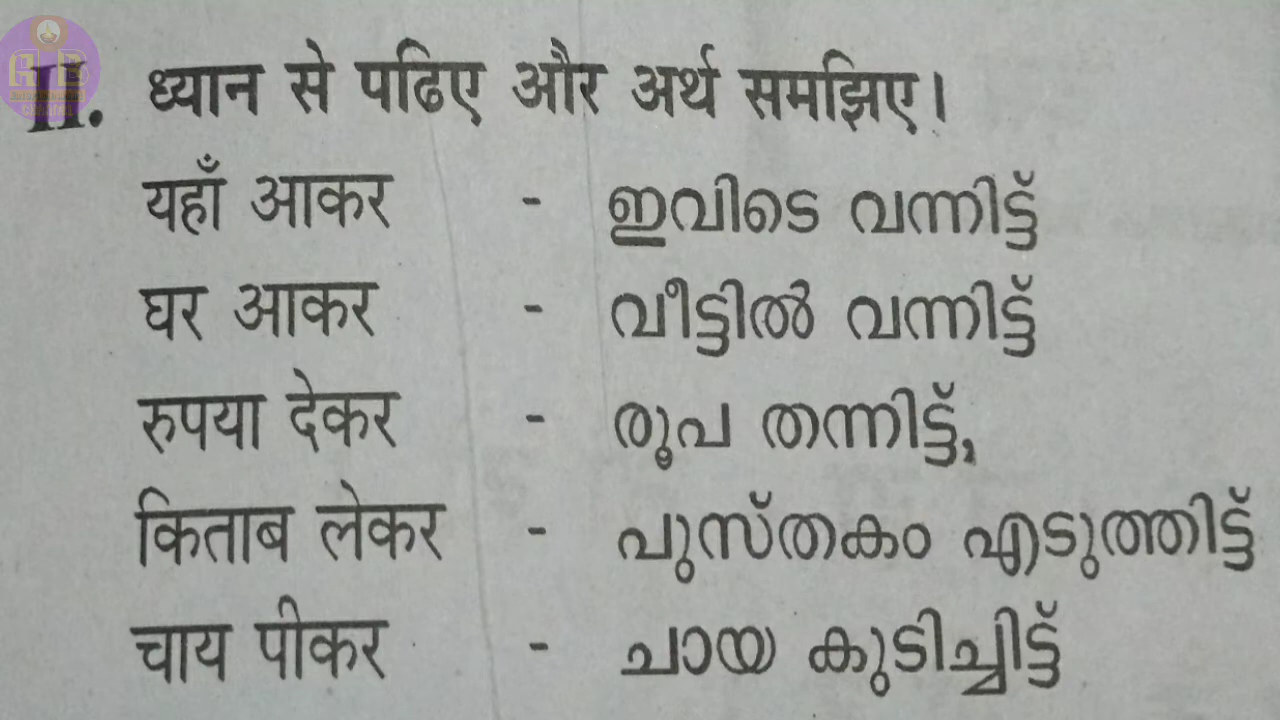 II. ध्यान से पढिए और अर्थ समझिए।
यहाँ आकर - ഇവിടെ വന്നിട്ട്
घर आकर - വീട്ടിൽ വന്നിട്ട്
रुपया देकर - രൂപ തന്നിട്ട്,
किताब लेकर - പുസ്തകം എടുത്തിട്ട്
चाय पीकर - ചായ കുടിച്ചിട്ട്